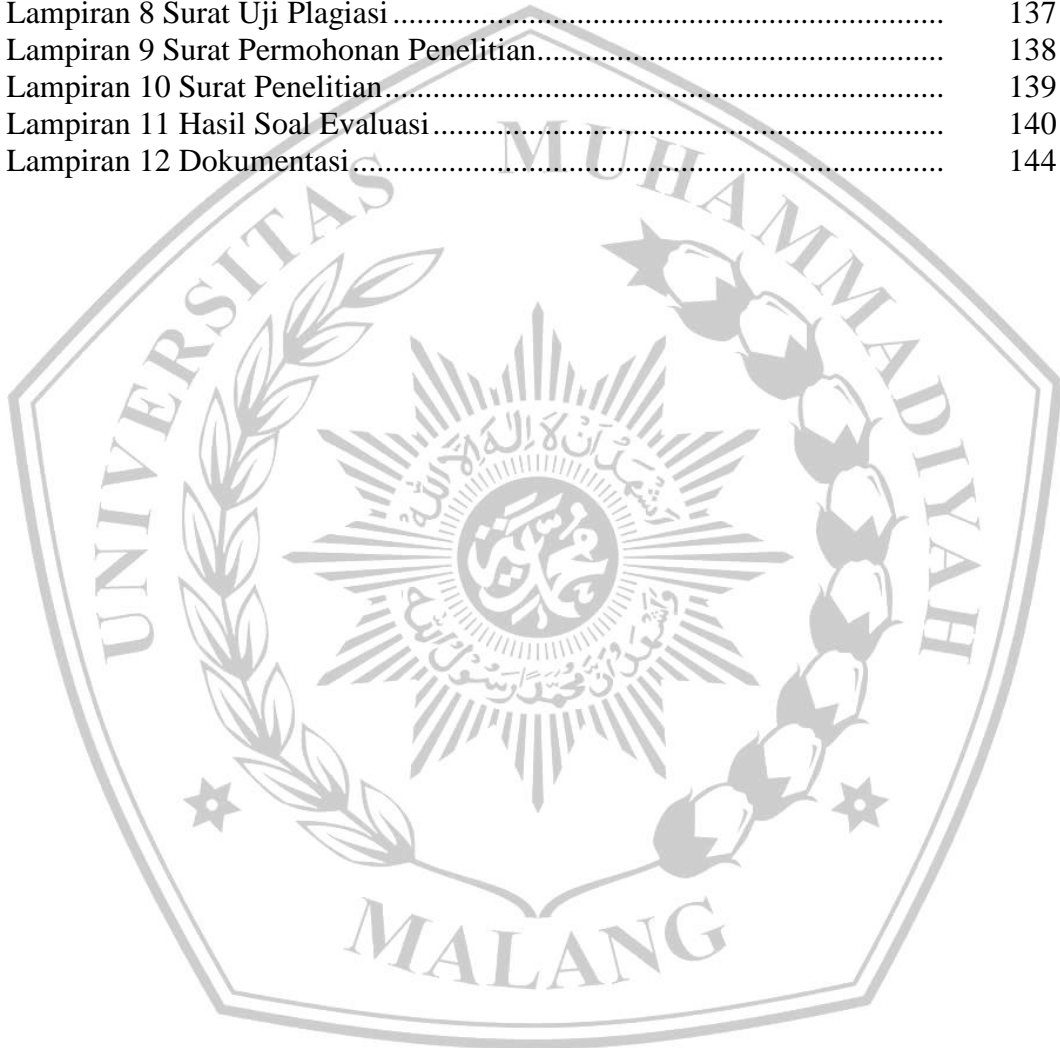 Lampiran 8 Surat Uji Plagiasi .................................................................... 137
Lampiran 9 Surat Permohonan Penelitian.................................................. 138
Lampiran 10 Surat Penelitian..................................................................... 139
Lampiran 11 Hasil Soal Evaluasi............................................................... 140
Lampiran 12 Dokumentasi......................................................................... 144
UNIVERSITAS MUHAMMADIYAH
MALANG